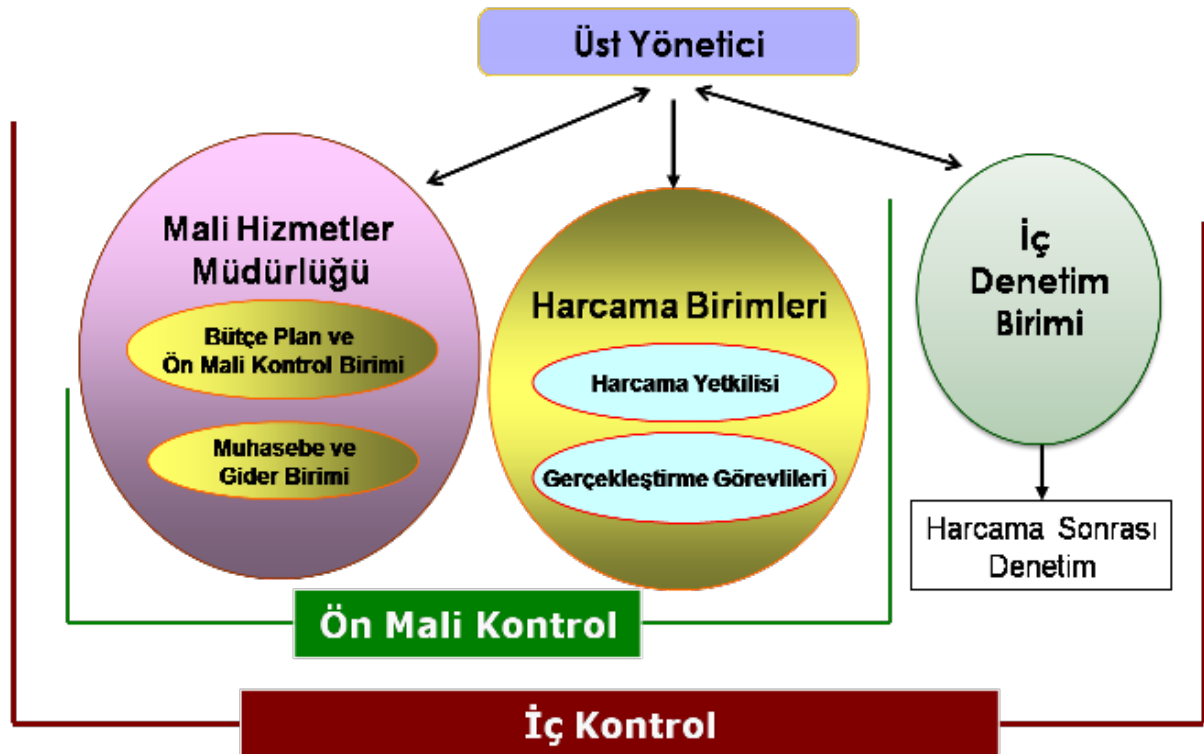 Üst Yönetici
Mali Hizmetler
Müdürlüğü
Bütçe Plan ve
Ön Mali Kontrol Birimi
Muhasebe ve
Gider Birimi
Harcama Birimleri
Harcama Yetkilisi
Gerçekleştirme Görevlileri
İç
Denetim
Birimi
Harcama Sonrası
Denetim
Ön Mali Kontrol
İç Kontrol